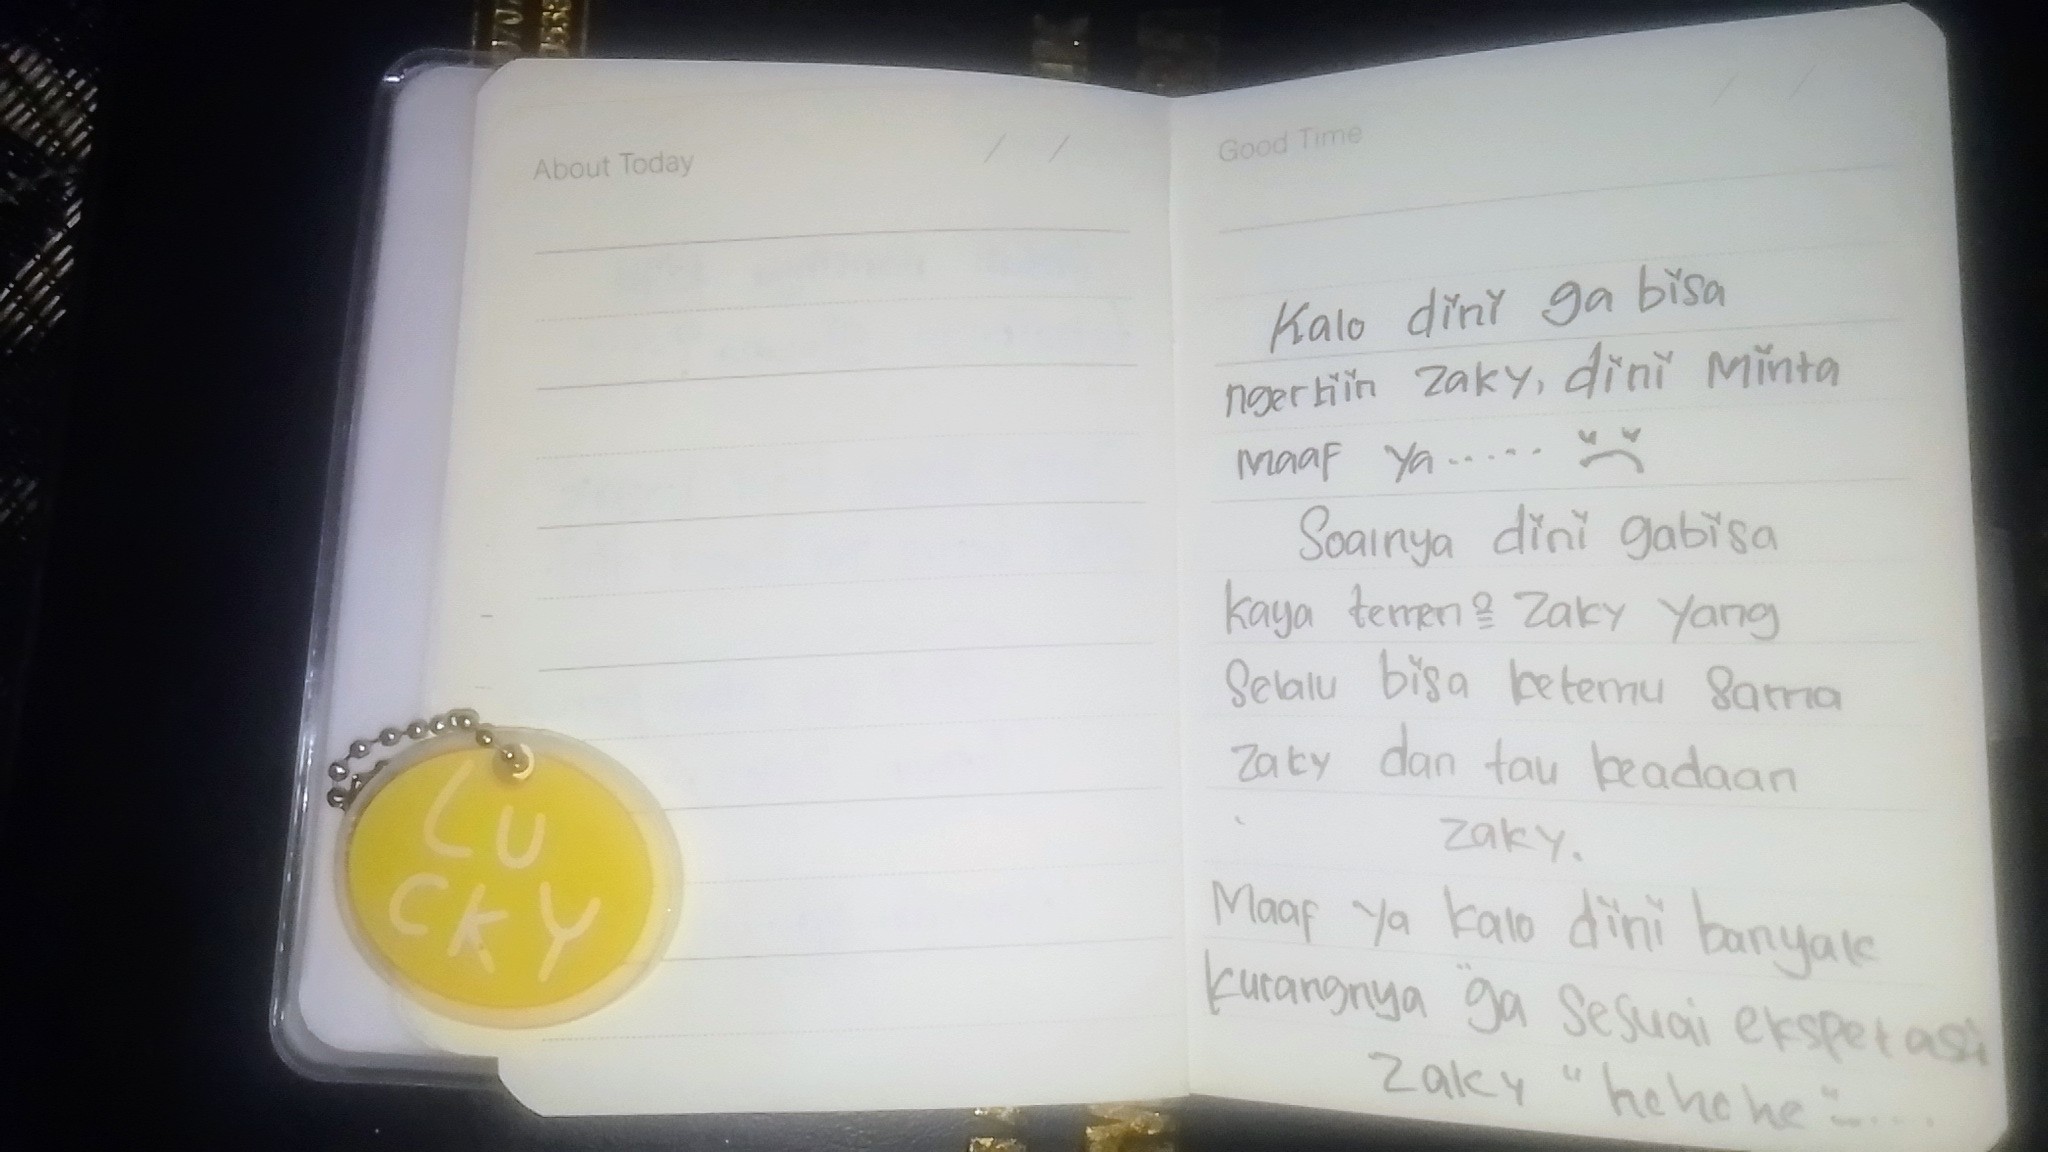 About Today / /
LU
CKY
Good Time / /
Kalo dini ga bisa
ngertiin zaky, dini Minta
Maaf ya......
Soalnya dini gabisa
kaya temen2 zaky yang
Selalu bisa ketemu sama
zaky dan tau keadaan
zaky.
Maaf ya kalo dini banyak
kurangnya "ga sesuai ekspetasi
zaky "hehehe"......